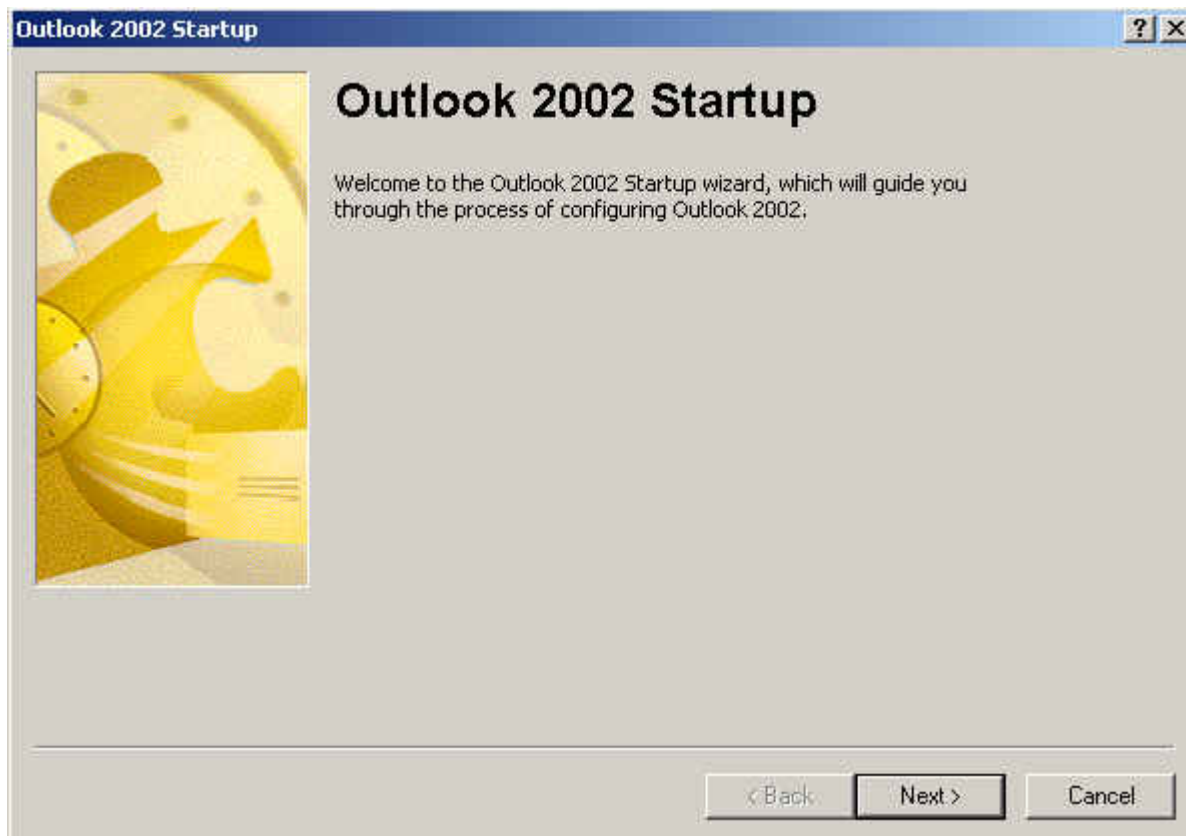 Outlook 2002 Startup
Outlook 2002 Startup
Welcome to the Outlook 2002 Startup wizard, which will guide you
through the process of configuring Outlook 2002.
< Back
Next >
Cancel